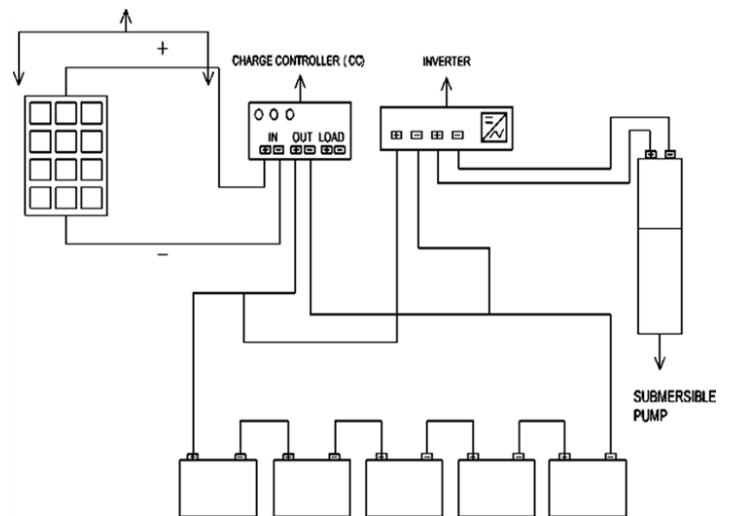 +
CHARGE CONTROLLER (CC)
INVERTER
IN OUT LOAD
+ - + - + -
+ - + -
+ -
−
SUBMERSIBLE
PUMP
+ - + - + - + - + -